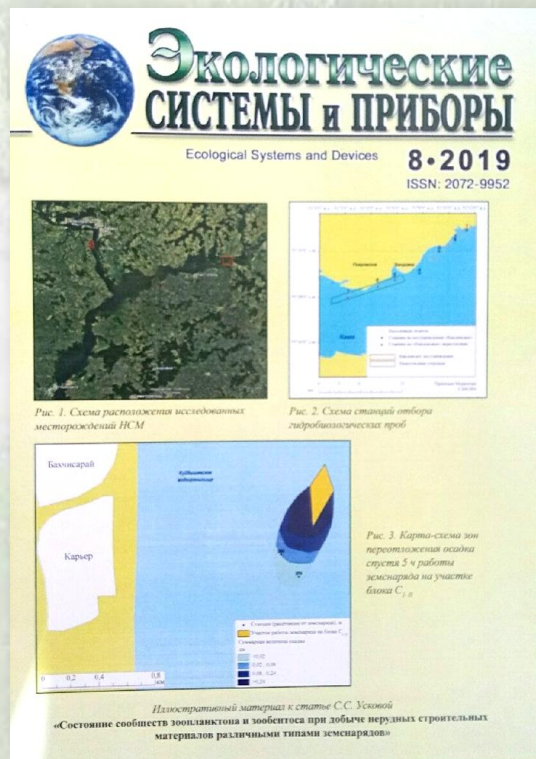 Экологические
СИСТЕМЫ и ПРИБОРЫ
Ecological Systems and Devices
8•2019
ISSN: 2072-9952
Рис. 1. Схема расположения исследованных
месторождений НСМ
Рис. 2. Схема станций отбора
гидробиологических проб
Кама
Бахчисарай
Карьер
Куйбышевское
водохранилище
0 0,2 0,4 0,8
км
Рис. 3. Карта-схема зон
переотложения осадка
спустя 5 ч работы
земснаряда на участке
блока С
Иллюстративный материал к статье С.С. Усковой
«Состояние сообществ зоопланктона и зообентоса при добыче нерудных строительных
материалов различными типами земснарядов»